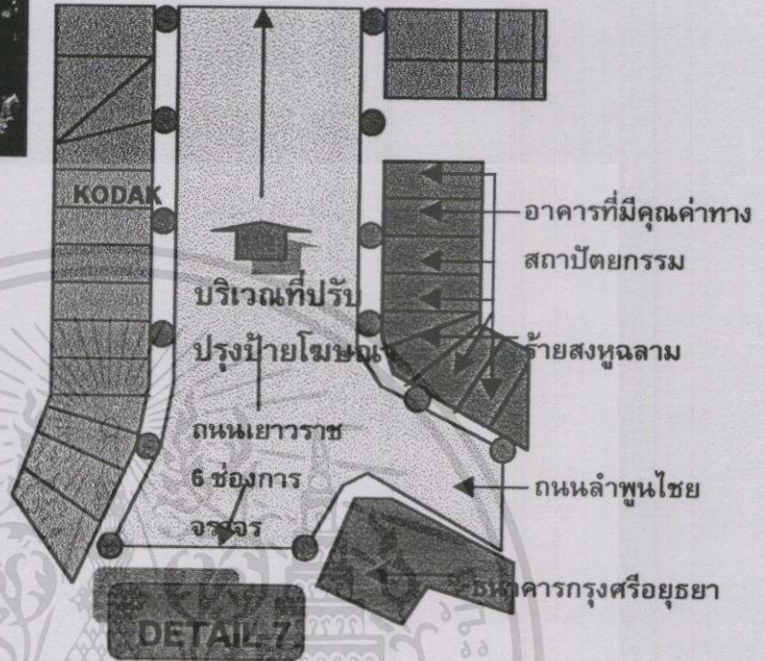 KODAK
อาคารที่มีคุณค่าทาง
สถาปัตยกรรม
บริเวณที่ปรับ
ปรุงป้ายโฆษณา
ร้ายสงหูฉลาม
ถนนเยาวราช
6 ช่องการ
จรจร
ถนนลำพูนไชย
ธนาคารกรุงศรีอยุธยา
DETAIL-7